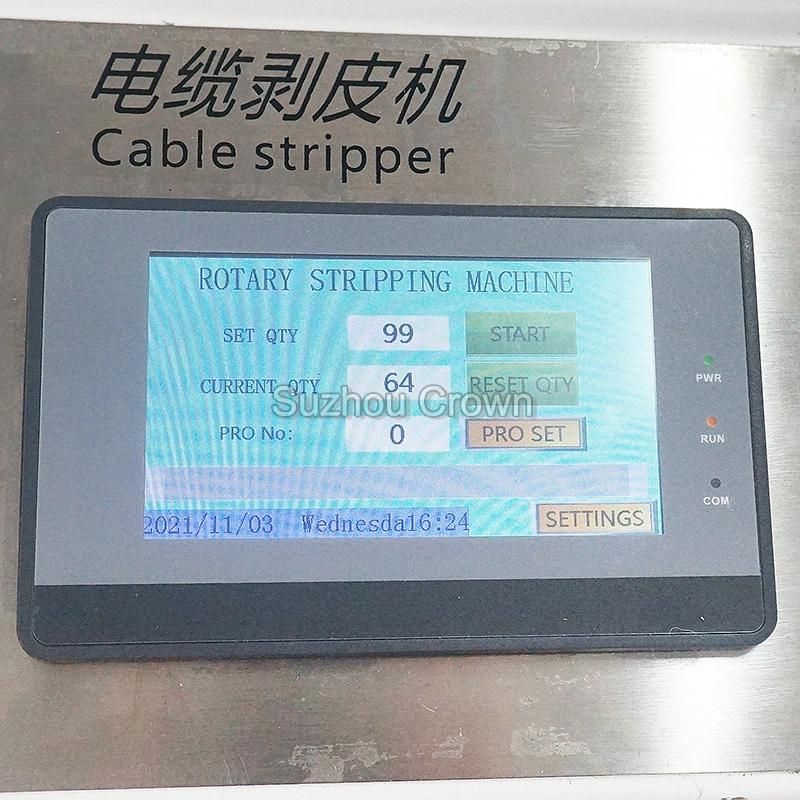 电缆剥皮机
Cable stripper
ROTARY STRIPPING MACHINE
SET QTY 99 START
CURRENT QTY 64 RESET QTY
Suzhou Crown
PRO No: 0 PRO SET
2021/11/03 Wednesda16:24 SETTINGS
PWR
RUN
COM